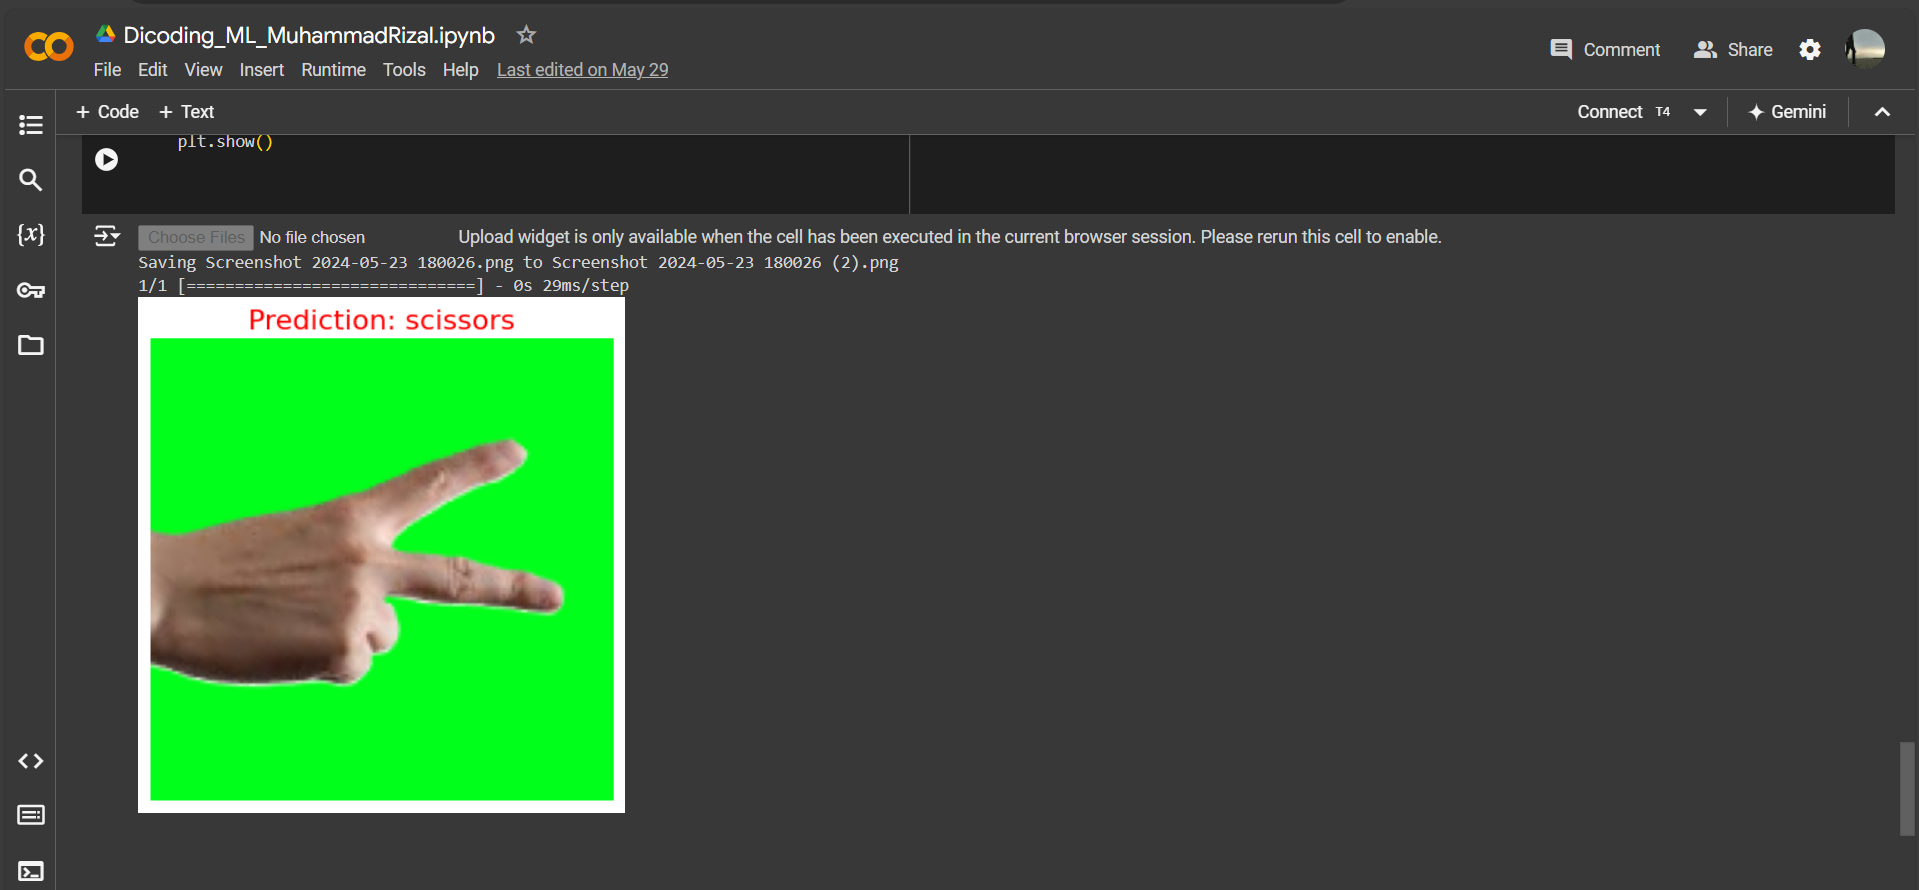 Dicoding_ML_MuhammadRizal.ipynb
Comment
Share
File Edit View Insert Runtime Tools Help Last edited on May 29
+ Code + Text
Connect T4
Gemini
plt.show()
{x}
Choose Files No file chosen Upload widget is only available when the cell has been executed in the current browser session. Please rerun this cell to enable.
Saving Screenshot 2024-05-23 180026.png to Screenshot 2024-05-23 180026 (2).png
1/1 [==============================] - 0s 29ms/step
Prediction: scissors